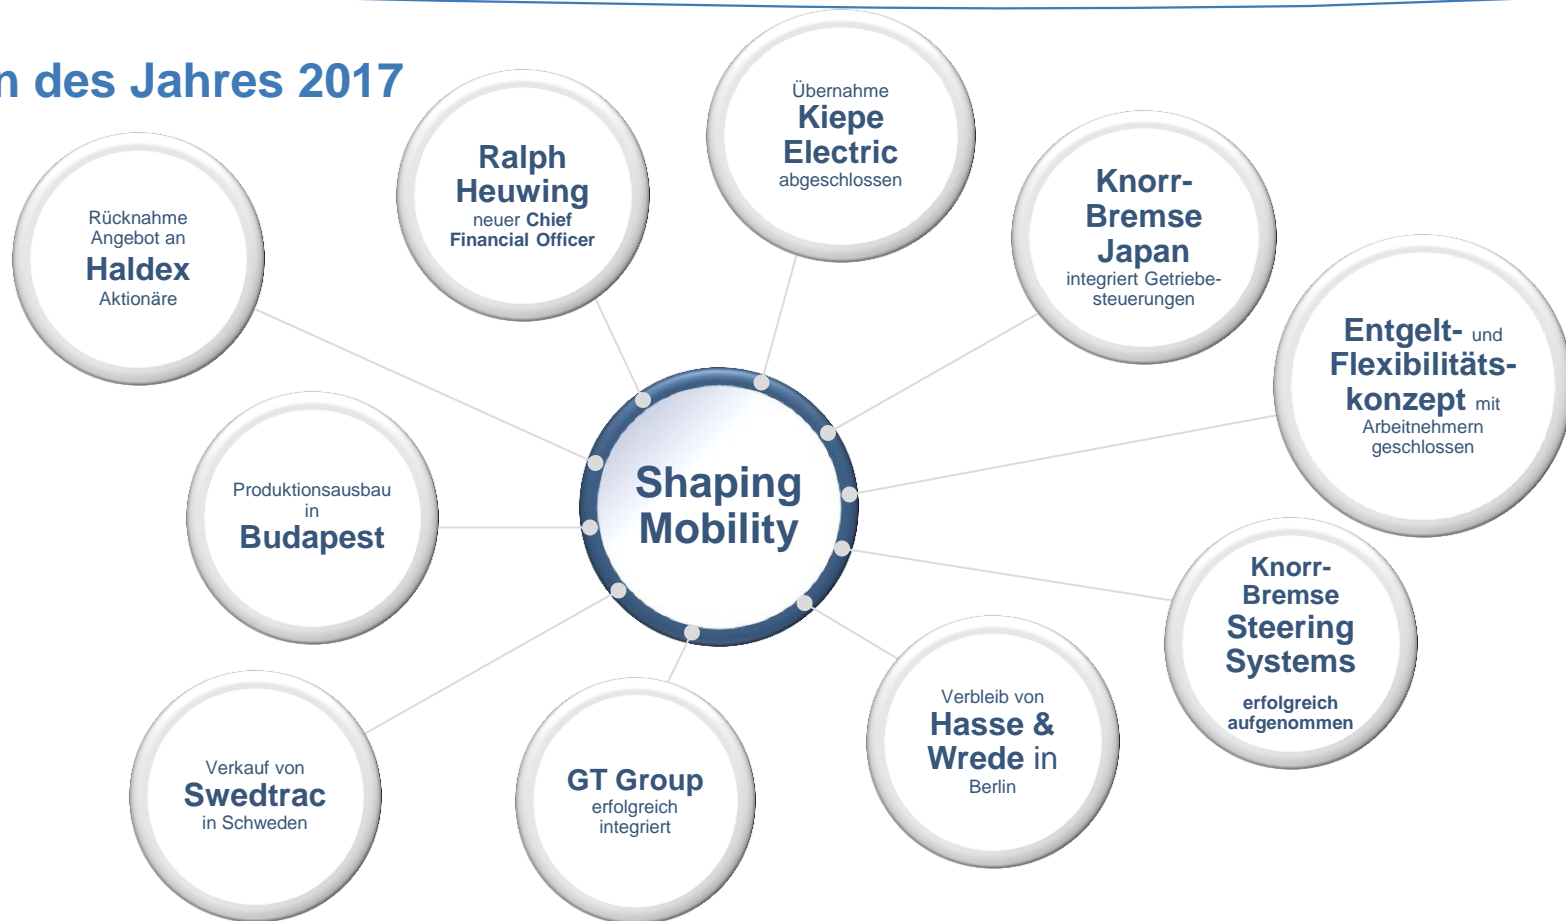 n des Jahres 2017
Rücknahme
Angebot an
Haldex
Aktionäre
Ralph
Heuwing
neuer Chief
Financial Officer
Übernahme
Kiepe
Electric
abgeschlossen
Knorr-
Bremse
Japan
integriert Getriebe-
steuerungen
Entgelt- und
Flexibilitäts-
konzept mit
Arbeitnehmern
geschlossen
Shaping
Mobility
Produktionsausbau
in
Budapest
Knorr-
Bremse
Steering
Systems
erfolgreich
aufgenommen
Verkauf von
Swedtrac
in Schweden
GT Group
erfolgreich
integriert
Verbleib von
Hasse &
Wrede in
Berlin